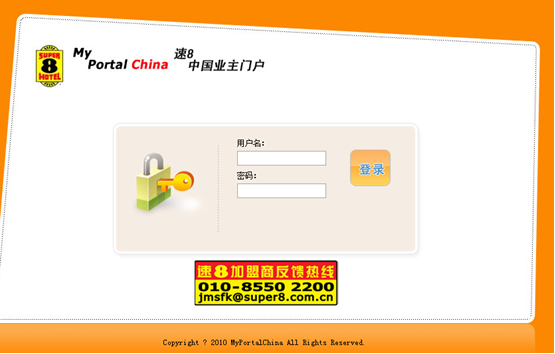 SUPER
8
HOTEL
My
Portal China
速8
中国业主门户
用户名:
密码:
登录
速8加盟商反馈热线
010-8550 2200
jmsfk@super8.com.cn
Copyright ? 2010 MyPortalChina All Rights Reserved.